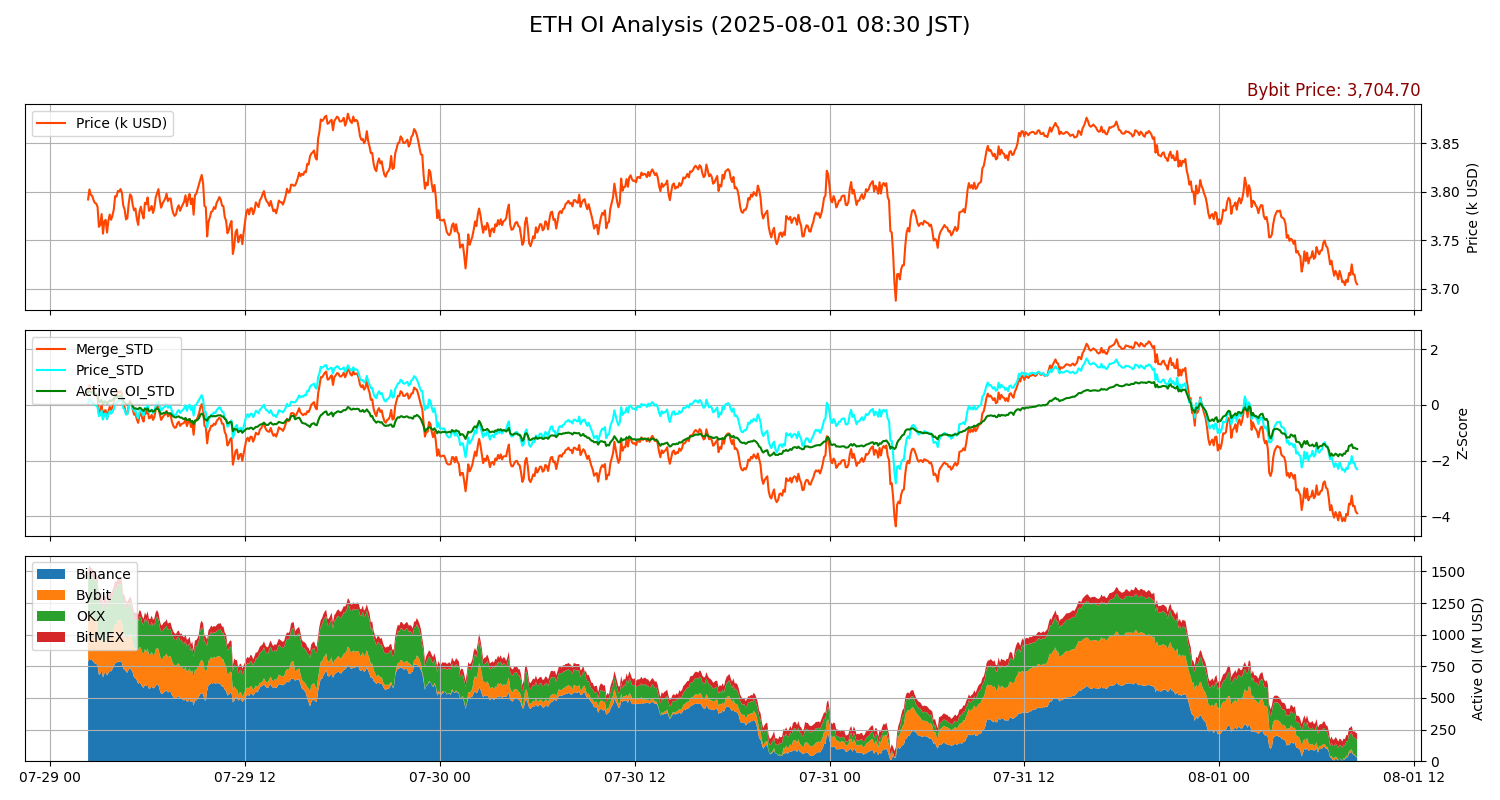 ETH OI Analysis (2025-08-01 08:30 JST)
Bybit Price: 3,704.70
Price (k USD)
3.85
3.80
3.75
3.70
Price (k USD)
Merge_STD
Price_STD
Active_OI_STD
2
0
−2
−4
Z-Score
Binance
Bybit
OKX
BitMEX
1500
1250
1000
750
500
250
0
Active OI (M USD)
07-29 00
07-29 12
07-30 00
07-30 12
07-31 00
07-31 12
08-01 00
08-01 12